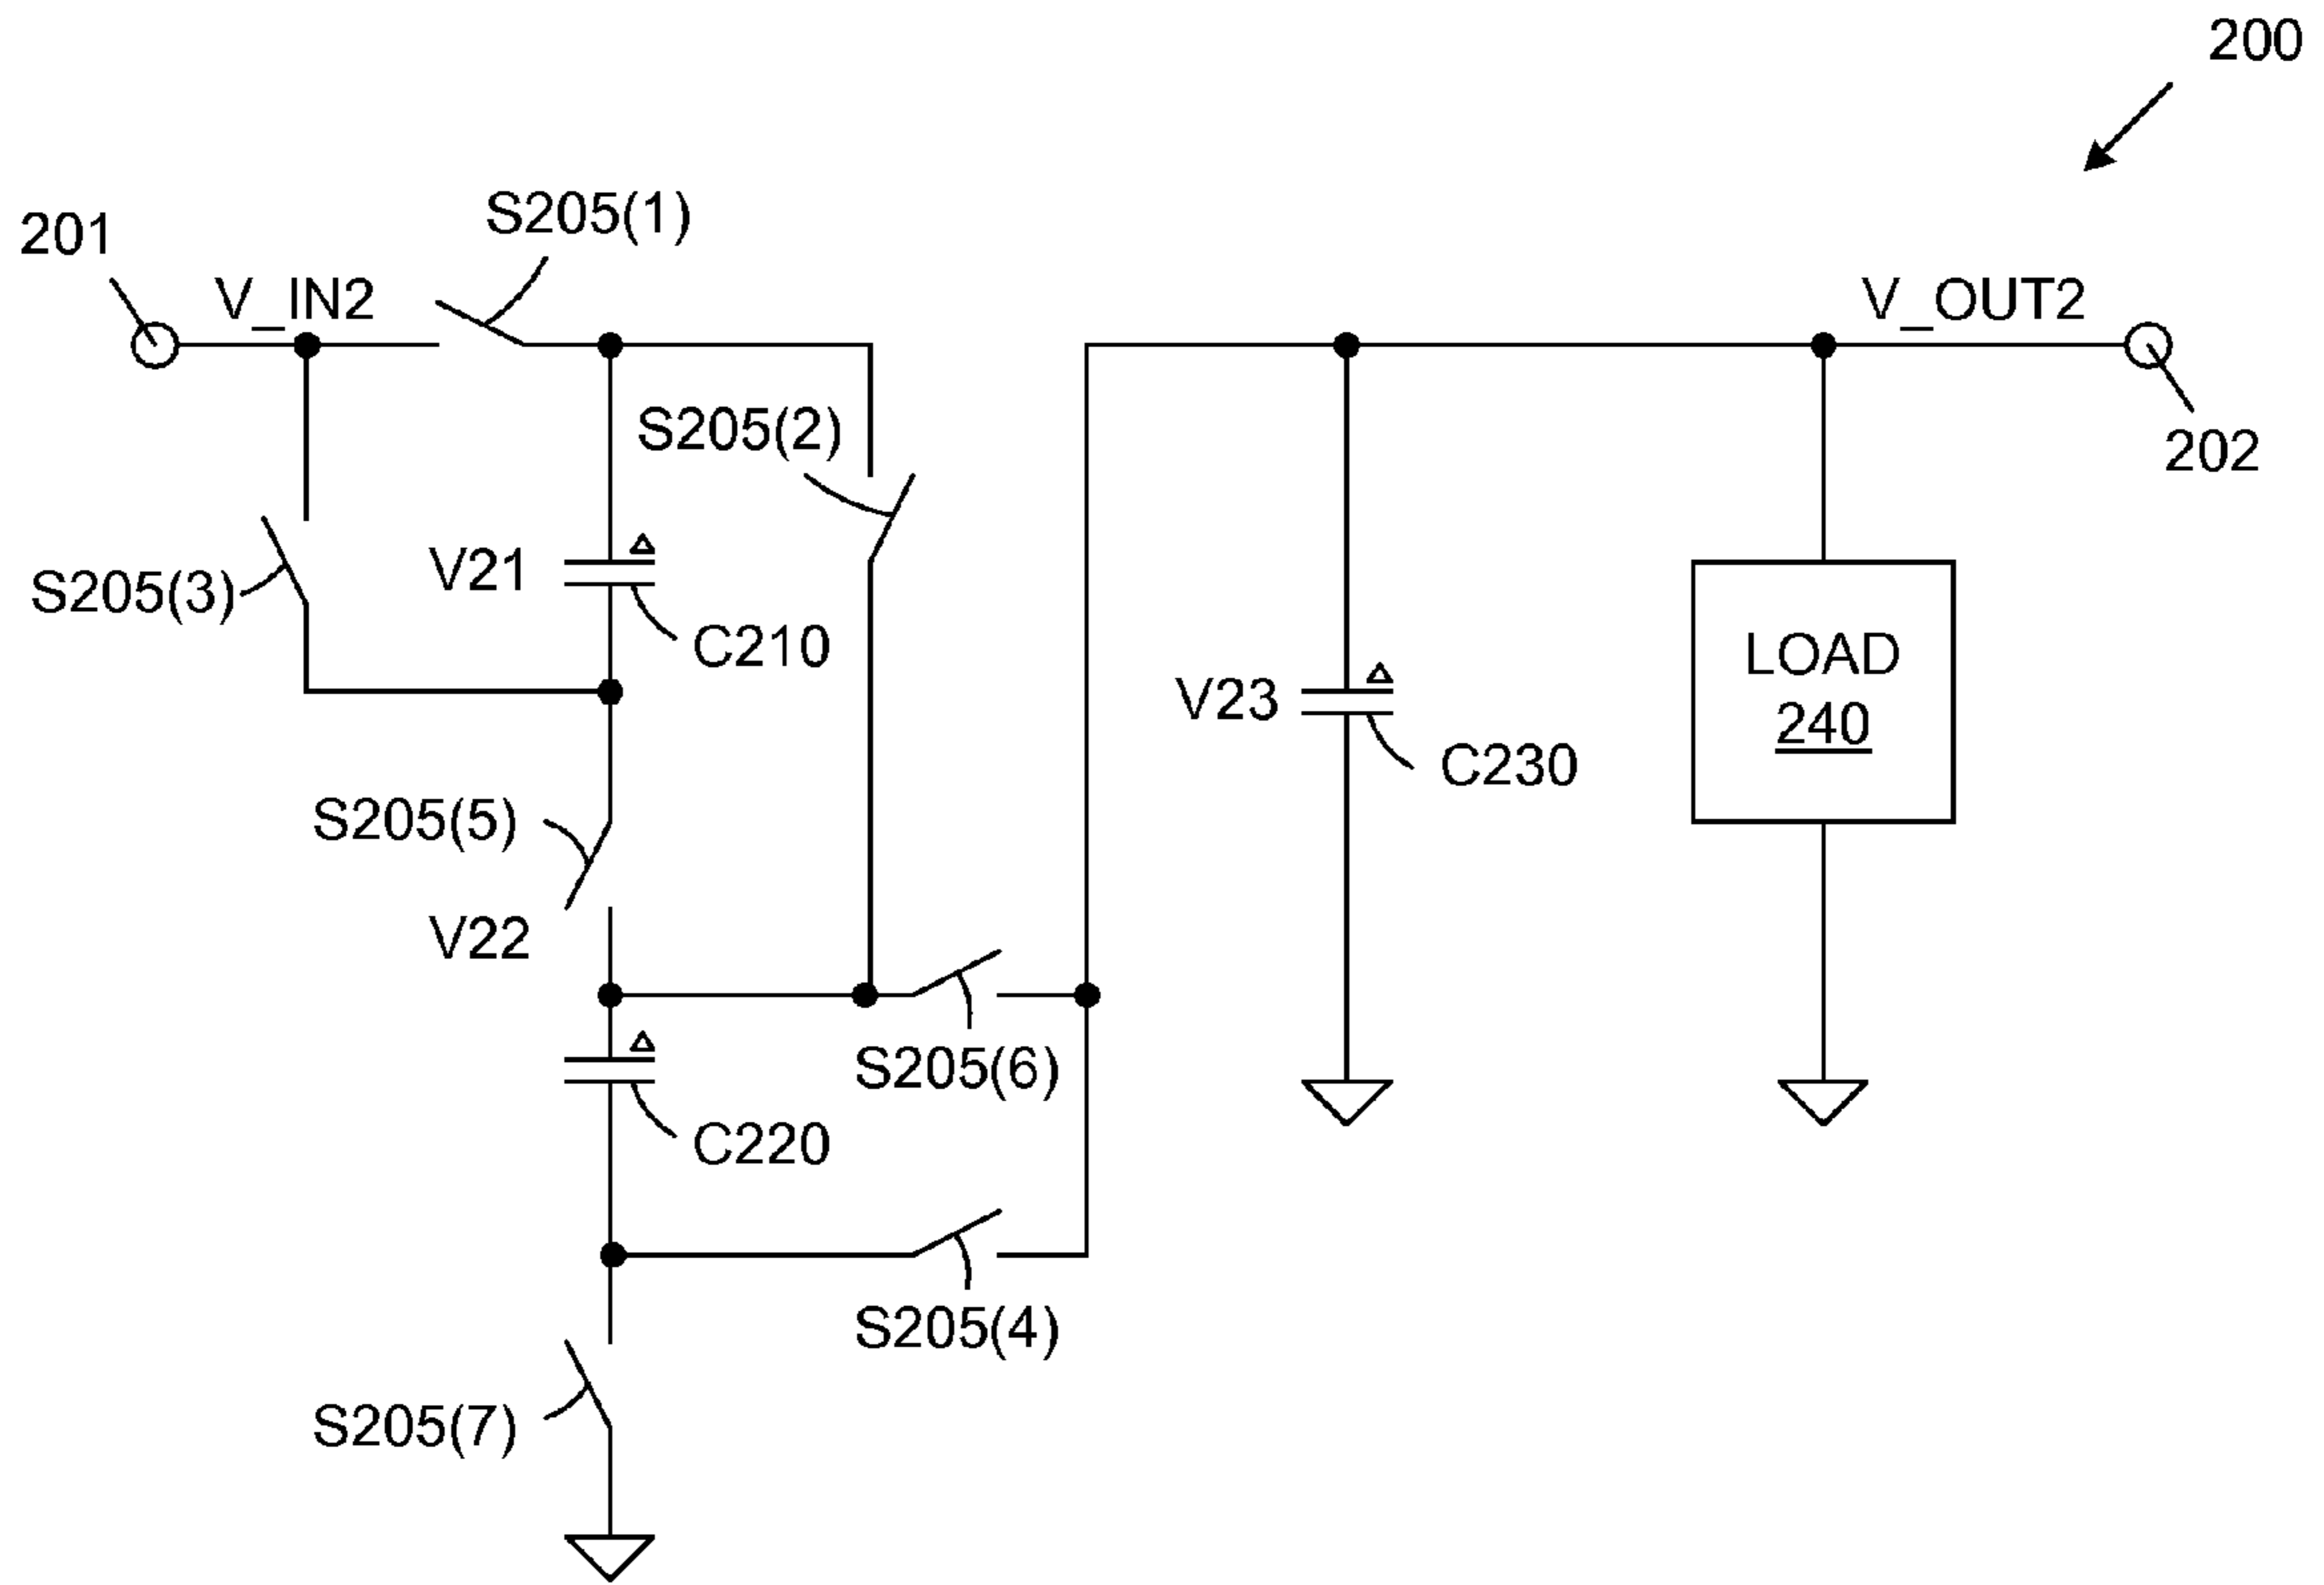 200
201
S205(1)
V_IN2
V_OUT2
S205(2)
202
S205(3)
V21
C210
LOAD
240
V23
C230
S205(5)
V22
S205(6)
C220
S205(4)
S205(7)